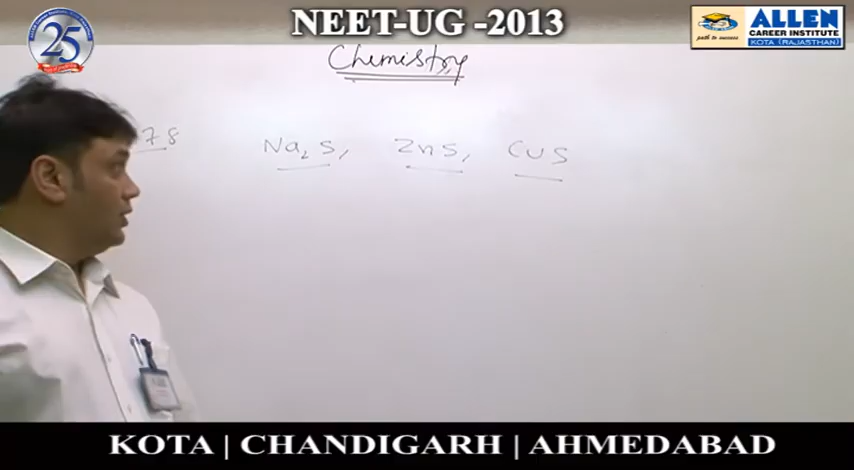 NEET-UG -2013
25
path to success
ALLEN
CAREER INSTITUTE
KOTA (RAJASTHAN)
Chemistry
78
Na2S, ZnS, CuS
KOTA | CHANDIGARH | AHMEDABAD